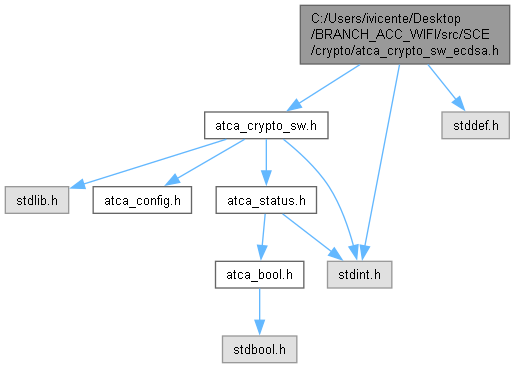 C:/Users/ivicente/Desktop
/BRANCH_ACC_WIFI/src/SCE
/crypto/atca_crypto_sw_ecdsa.h
atca_crypto_sw.h
stddef.h
stdlib.h
atca_config.h
atca_status.h
atca_bool.h
stdint.h
stdbool.h